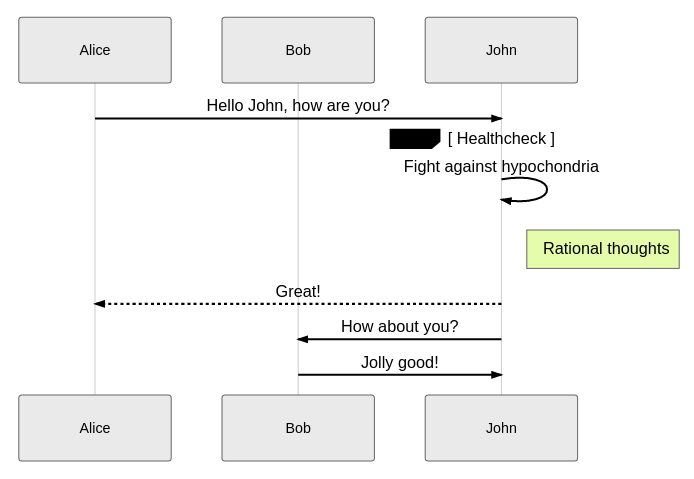 Alice
Bob
John
Hello John, how are you?
[ Healthcheck ]
Fight against hypochondria
Rational thoughts
Great!
How about you?
Jolly good!
Alice
Bob
John